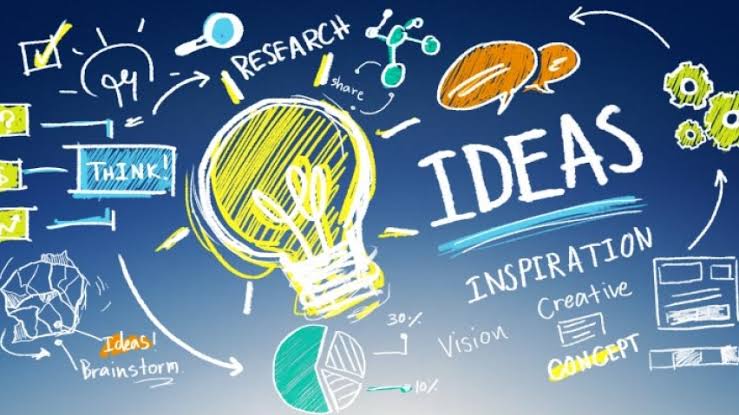 RESEARCH
share
?
THINK!
IDEAS
INSPIRATION
Creative
CONCEPT
Vision
30%
10%
Ideas!
Brainstorm